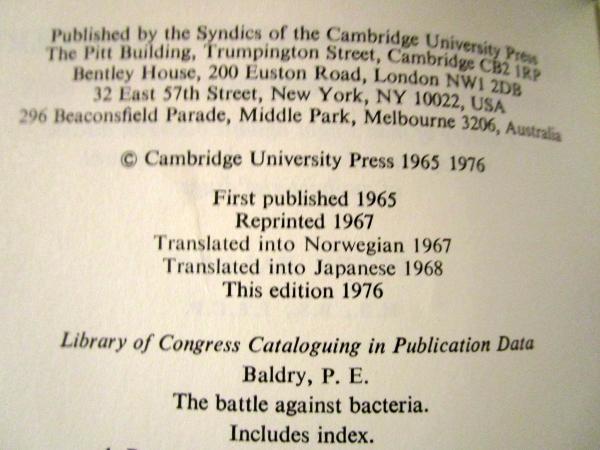 Published by the Syndics of the Cambridge University Press
The Pitt Building, Trumpington Street, Cambridge CB2 1RP
Bentley House, 200 Euston Road, London NW1 2DB
32 East 57th Street, New York, NY 10022, USA
296 Beaconsfield Parade, Middle Park, Melbourne 3206, Australia
© Cambridge University Press 1965 1976
First published 1965
Reprinted 1967
Translated into Norwegian 1967
Translated into Japanese 1968
This edition 1976
Library of Congress Cataloguing in Publication Data
Baldry, P. E.
The battle against bacteria.
Includes index.